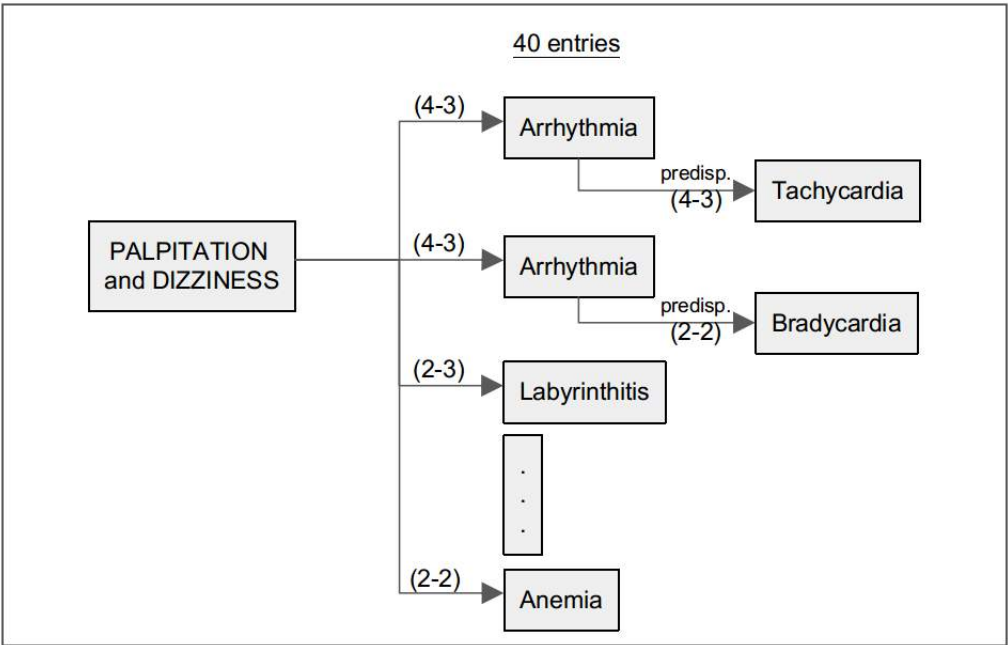 40 entries
(4-3)
Arrhythmia
predisp.
(4-3)
Tachycardia
PALPITATION
and DIZZINESS
(4-3)
Arrhythmia
predisp.
(2-2)
Bradycardia
(2-3)
Labyrinthitis
.
.
.
(2-2)
Anemia